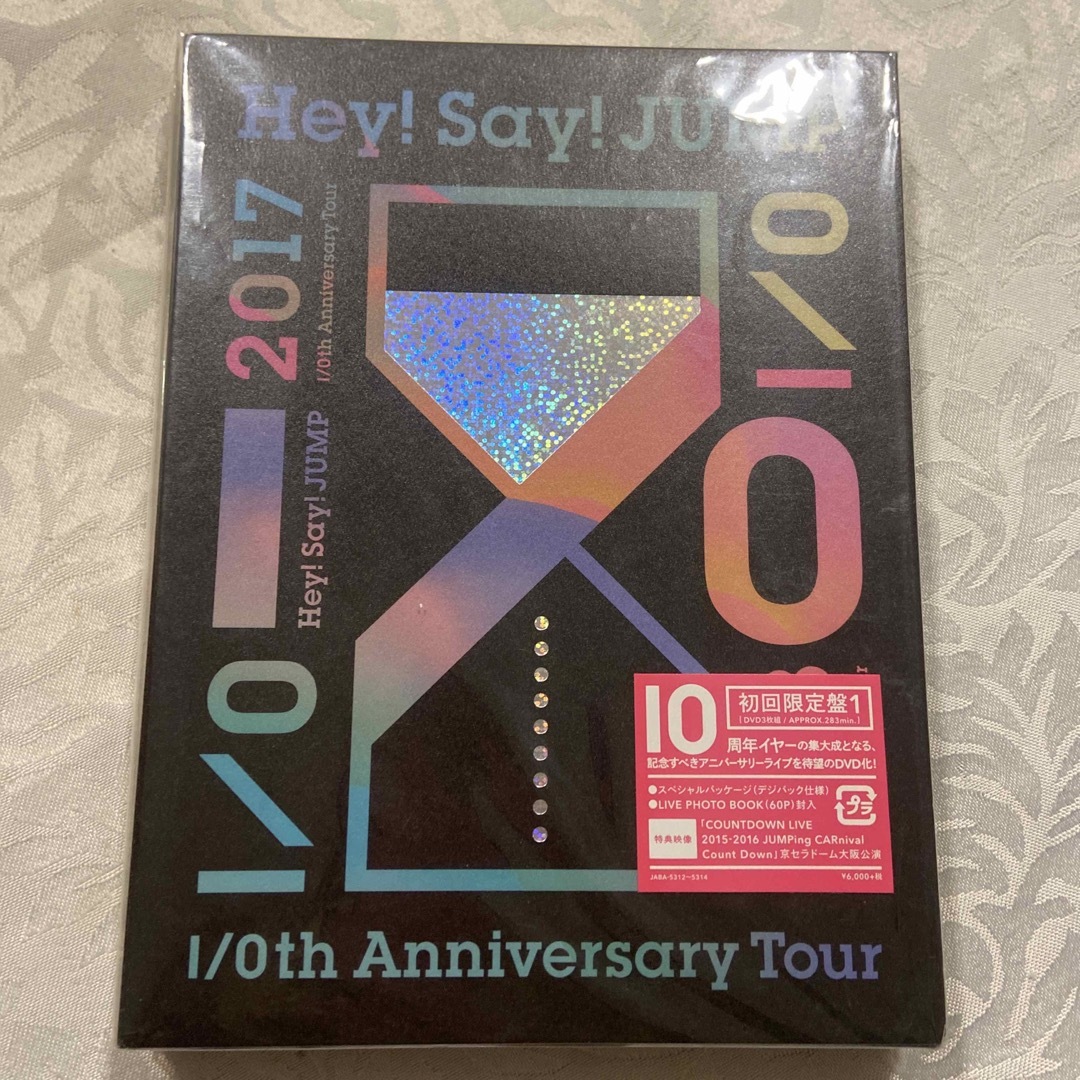 Hey! Say! JUMP
I/O
2017
Hey! Say! JUMP
I/0th Anniversary Tour
I/O
10
10
初回限定盤1
[DVD3枚組 / APPROX.283min.]
周年イヤーの集大成となる、
記念すべきアニバーサリーライブを待望のDVD化!
●スペシャルパッケージ(デジパック仕様)
●LIVE PHOTO BOOK(60P)封入
プラ
特典映像
「COUNTDOWN LIVE
2015-2016 JUMPing CARnival
Count Down」京セラドーム大阪公演
JABA-5312~5314
¥6,000+税
I/0th Anniversary Tour